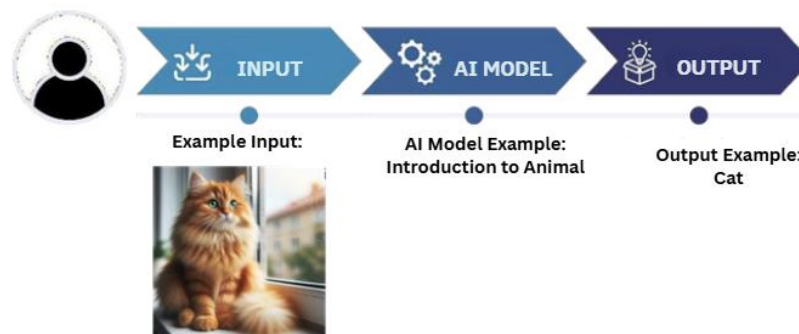 INPUT
AI MODEL
OUTPUT
Example Input:
AI Model Example:
Introduction to Animal
Output Example:
Cat